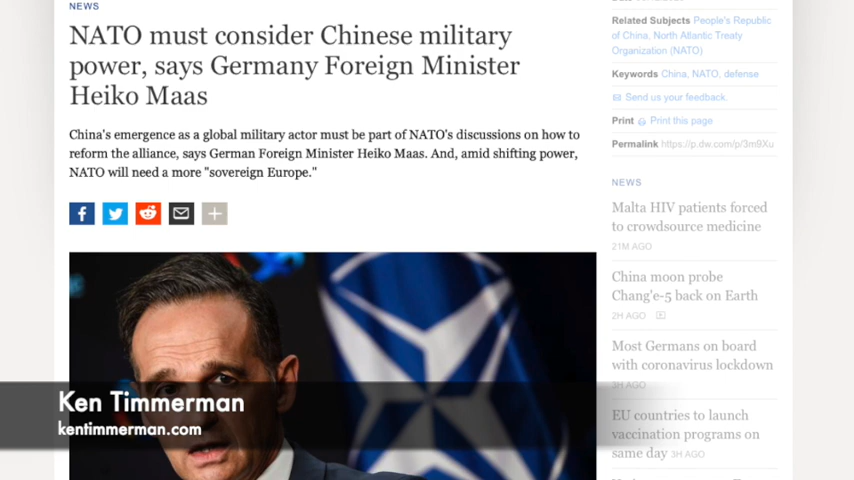 NEWS
NATO must consider Chinese military
power, says Germany Foreign Minister
Heiko Maas
China's emergence as a global military actor must be part of NATO's discussions on how to
reform the alliance, says German Foreign Minister Heiko Maas. And, amid shifting power,
NATO will need a more "sovereign Europe."
Ken Timmerman
kentimmerman.com
Related Subjects People's Republic
of China, North Atlantic Treaty
Organization (NATO)
Keywords China, NATO, defense
Send us your feedback.
Print Print this page
Permalink https://p.dw.com/p/3m9Xu
NEWS
Malta HIV patients forced
to crowdsource medicine
21M AGO
China moon probe
Chang'e-5 back on Earth
2H AGO
Most Germans on board
with coronavirus lockdown
3H AGO
EU countries to launch
vaccination programs on
same day 3H AGO